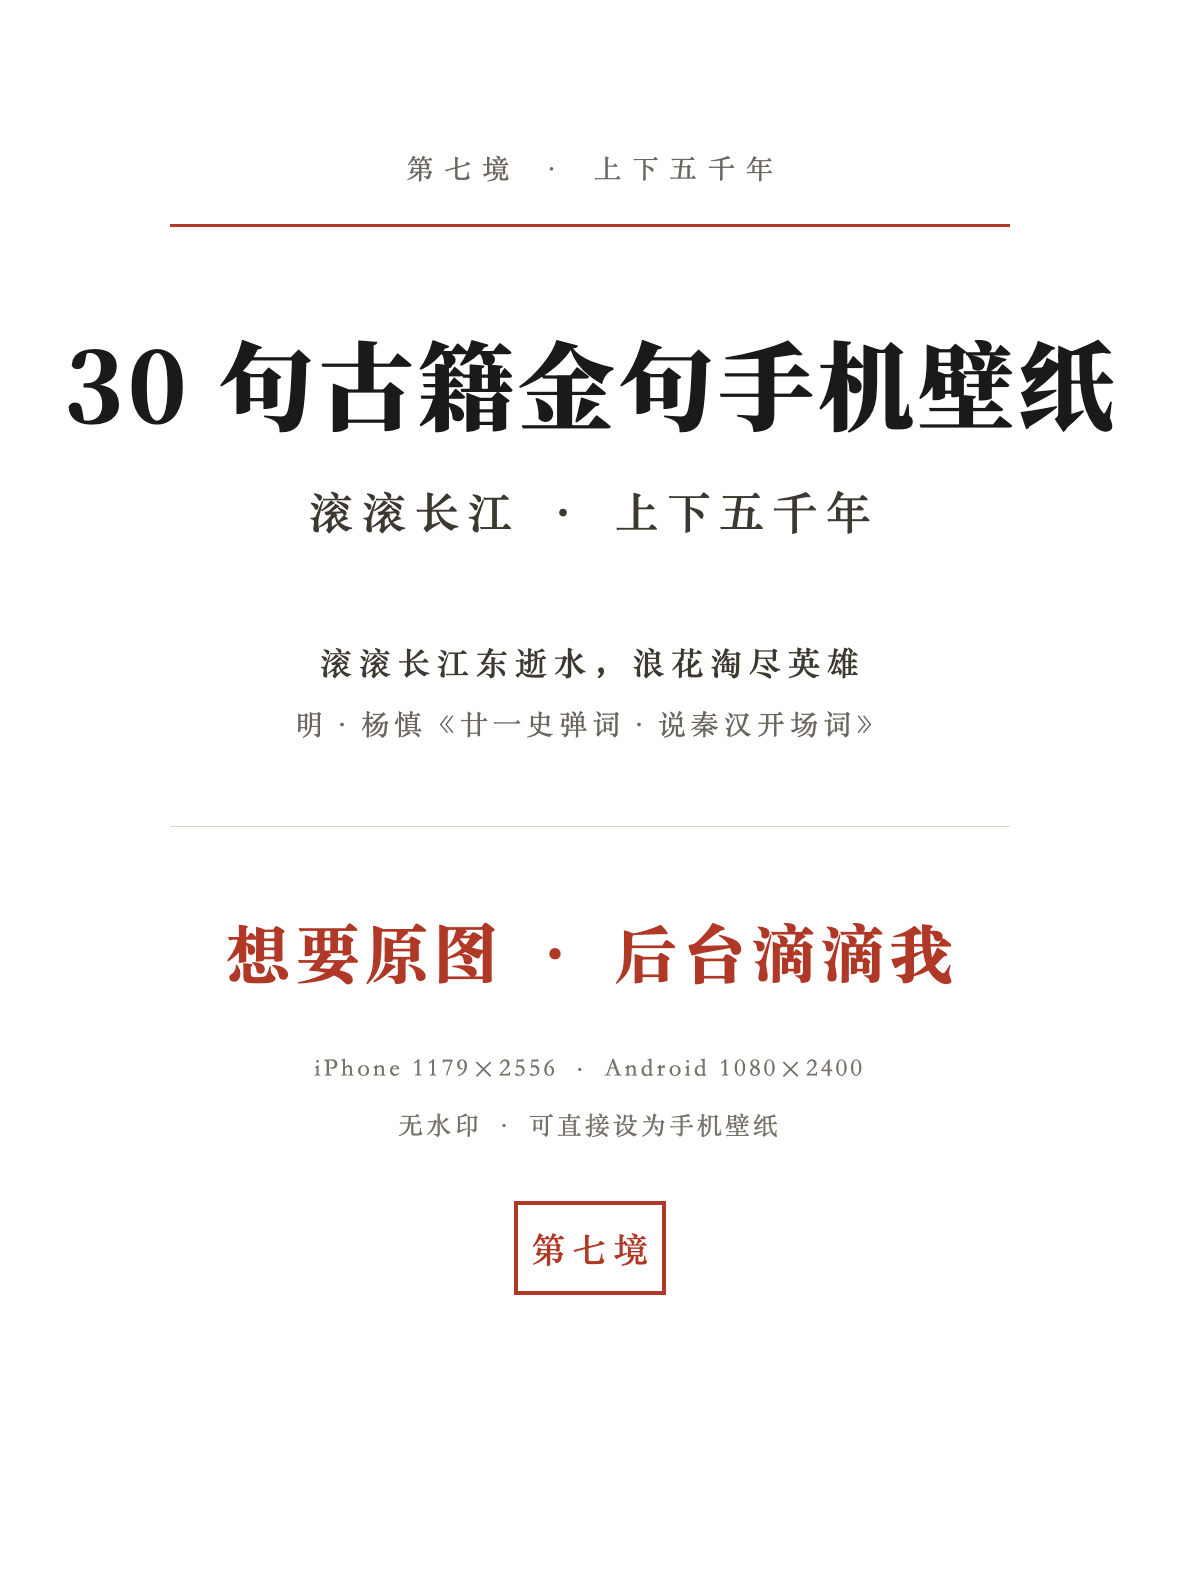 第七境 · 上下五千年
30 句古籍金句手机壁纸
滚滚长江 · 上下五千年
滚滚长江东逝水，浪花淘尽英雄
明 · 杨慎《廿一史弹词 · 说秦汉开场词》
想要原图 · 后台滴滴我
iPhone 1179×2556 · Android 1080×2400
无水印 · 可直接设为手机壁纸
第七境